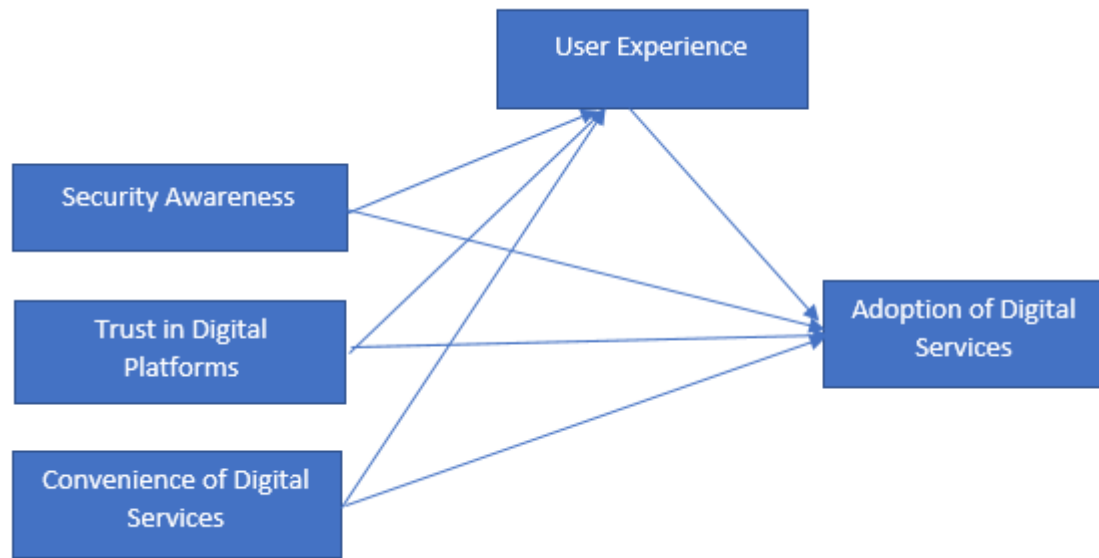 User Experience
Security Awareness
Trust in Digital
Platforms
Adoption of Digital
Services
Convenience of Digital
Services